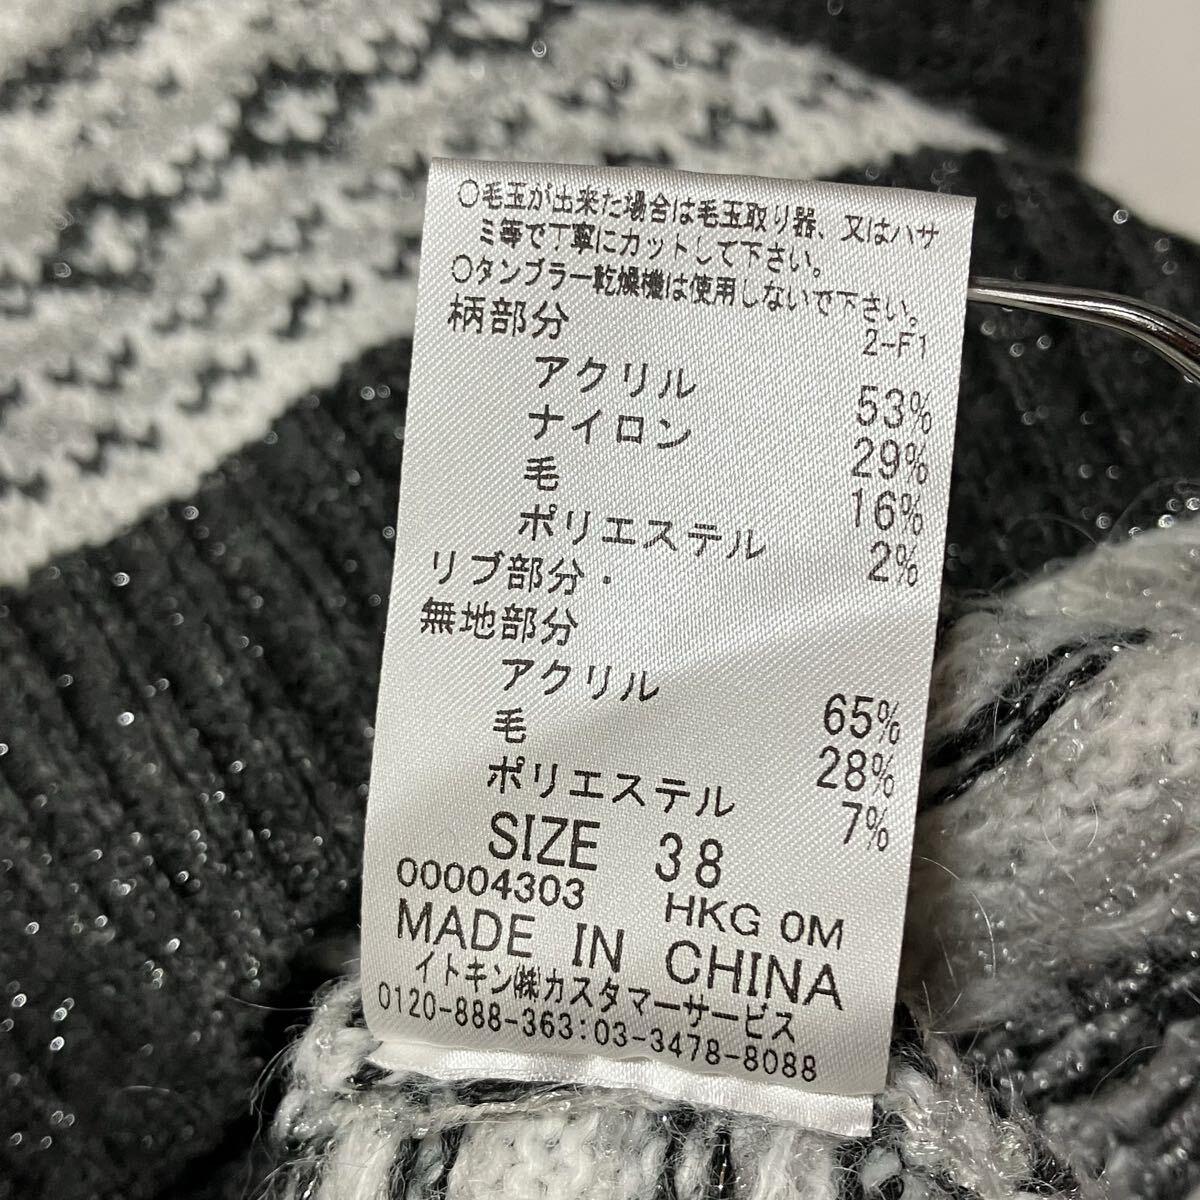 ○毛玉が出来た場合は毛玉取り器、又はハサ
ミ等で丁寧にカットして下さい。
○タンブラー乾燥機は使用しないで下さい。
柄部分 2-F1
アクリル 53%
ナイロン 29%
毛 16%
ポリエステル 2%
リブ部分・
無地部分
アクリル 65%
毛 28%
ポリエステル 7%
SIZE 38
00004303 HKG 0M
MADE IN CHINA
イトキン㈱カスタマーサービス
0120-888-363:03-3478-8088